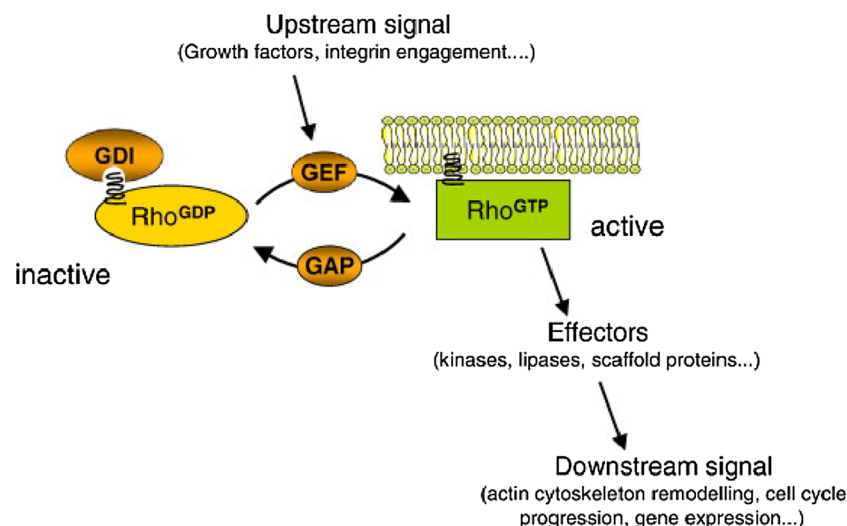 Upstream signal
(Growth factors, integrin engagement....)
GDI
GEF
RhoGDP
RhoGTP
active
GAP
inactive
Effectors
(kinases, lipases, scaffold proteins...)
Downstream signal
(actin cytoskeleton remodelling, cell cycle
progression, gene expression...)